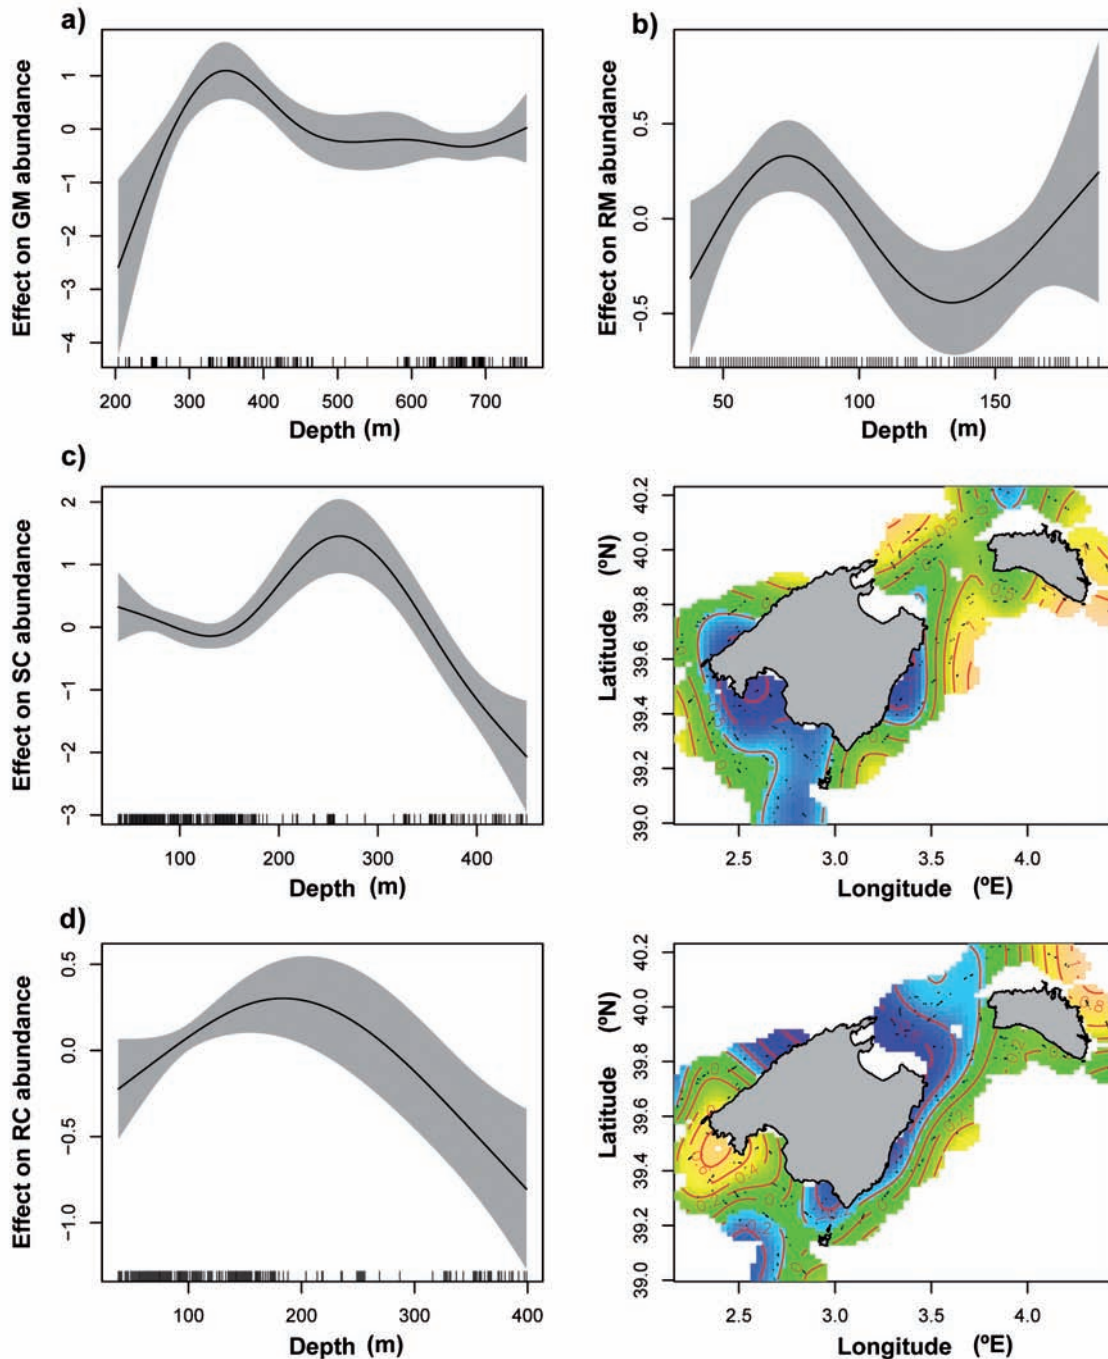 a)
Effect on GM abundance
1
0
−1
−2
−3
−4
200 300 400 500 600 700
Depth (m)
b)
Effect on RM abundance
0.5
0.0
−0.5
50 100 150
Depth (m)
c)
Effect on SC abundance
2
1
0
−1
−2
−3
100 200 300 400
Depth (m)
Latitude (ºN)
40.2
40.0
39.8
39.6
39.4
39.2
39.0
2.5 3.0 3.5 4.0
Longitude (ºE)
d)
Effect on RC abundance
0.5
0.0
−0.5
−1.0
100 200 300 400
Depth (m)
Latitude (ºN)
40.2
40.0
39.8
39.6
39.4
39.2
39.0
0.8
2.5 3.0 3.5 4.0
Longitude (ºE)